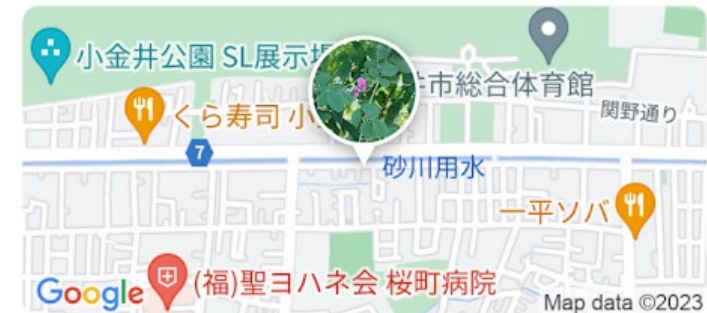 小金井公園 SL展示場
井市総合体育館
関野通り
くら寿司 小
7
砂川用水
一平ソバ
(福)聖ヨハネ会 桜町病院
Google
Map data ©2023